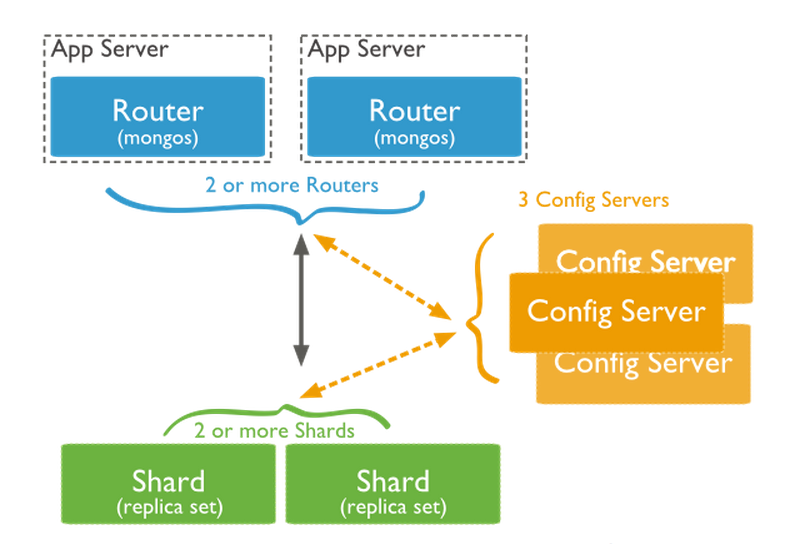 App Server
App Server
Router
(mongos)
Router
(mongos)
2 or more Routers
3 Config Servers
Config Server
Config Server
Config Server
2 or more Shards
Shard
(replica set)
Shard
(replica set)